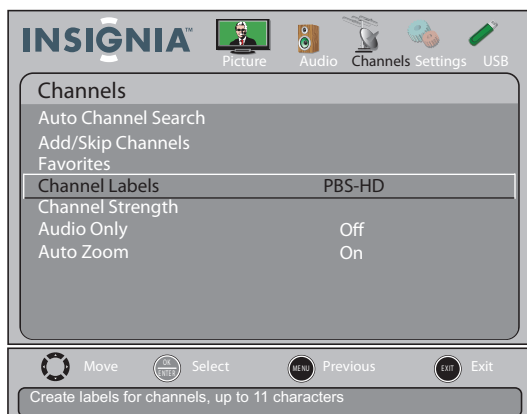 INSIGNIA™
Picture Audio Channels Settings USB
Channels
Auto Channel Search
Add/Skip Channels
Favorites
Channel Labels PBS-HD
Channel Strength
Audio Only Off
Auto Zoom On
Move OK ENTER Select MENU Previous EXIT Exit
Create labels for channels, up to 11 characters